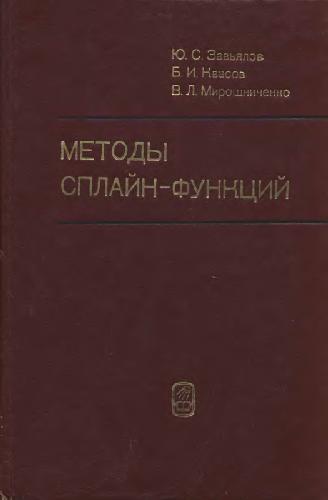 Ю. С. Завьялов
Б. И. Квасов
В. Л. Мирошниченко
МЕТОДЫ
СПЛАЙН-ФУНКЦИЙ